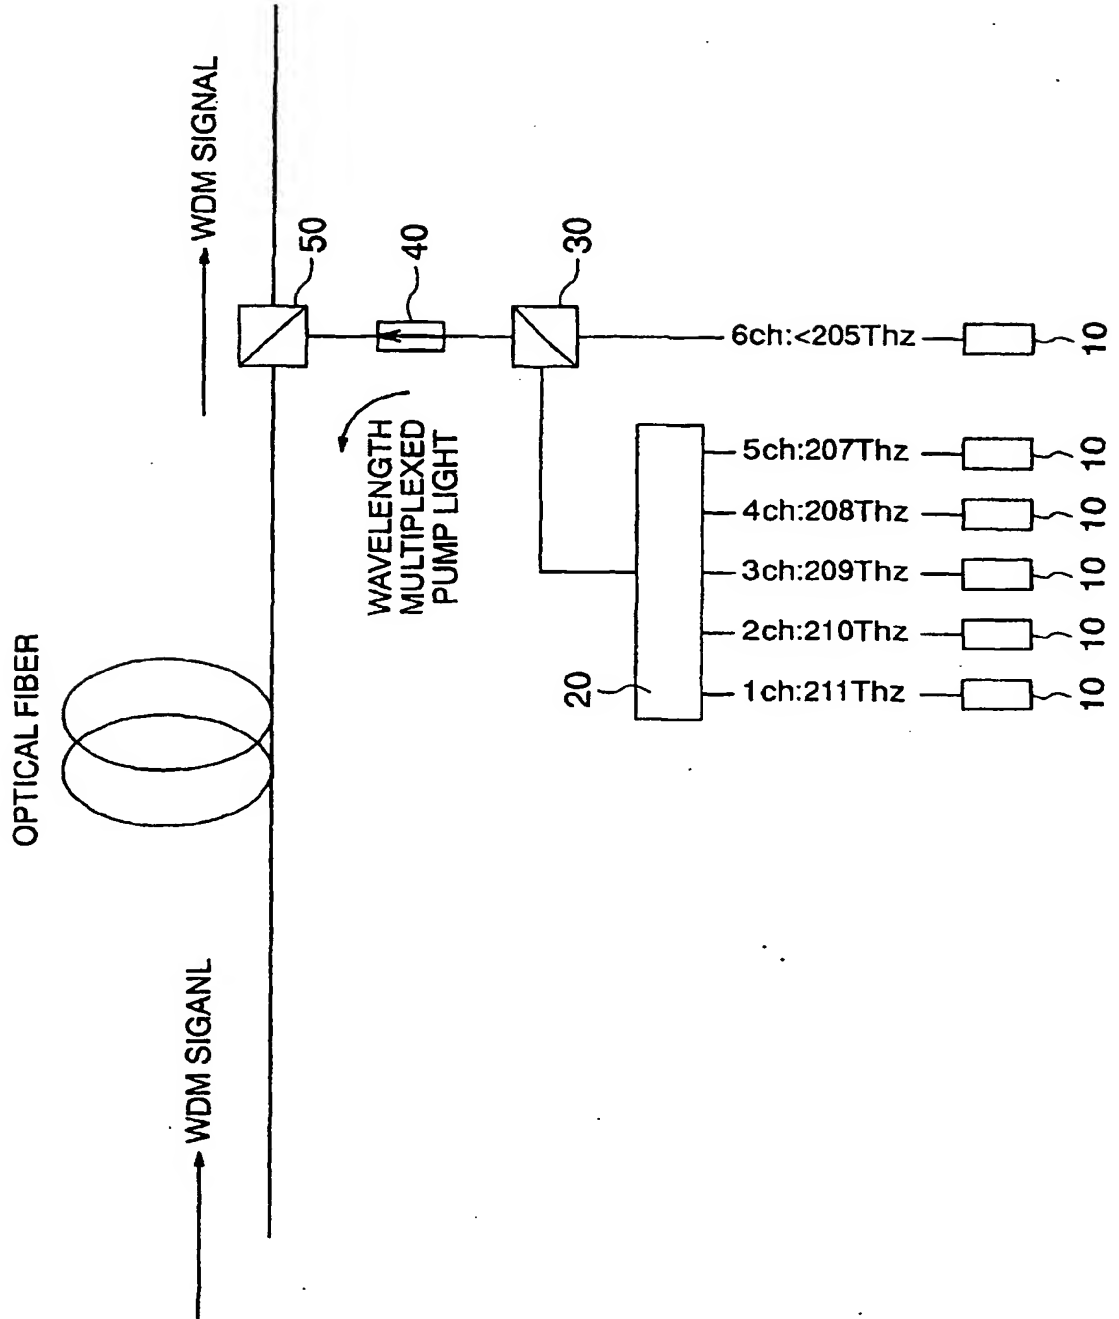 OPTICAL FIBER
WDM SIGANL
WDM SIGNAL
50
WAVELENGTH
MULTIPLEXED
PUMP LIGHT
40
30
20
1ch:211Thz
2ch:210Thz
3ch:209Thz
4ch:208Thz
5ch:207Thz
6ch:<205Thz
10
10
10
10
10
10